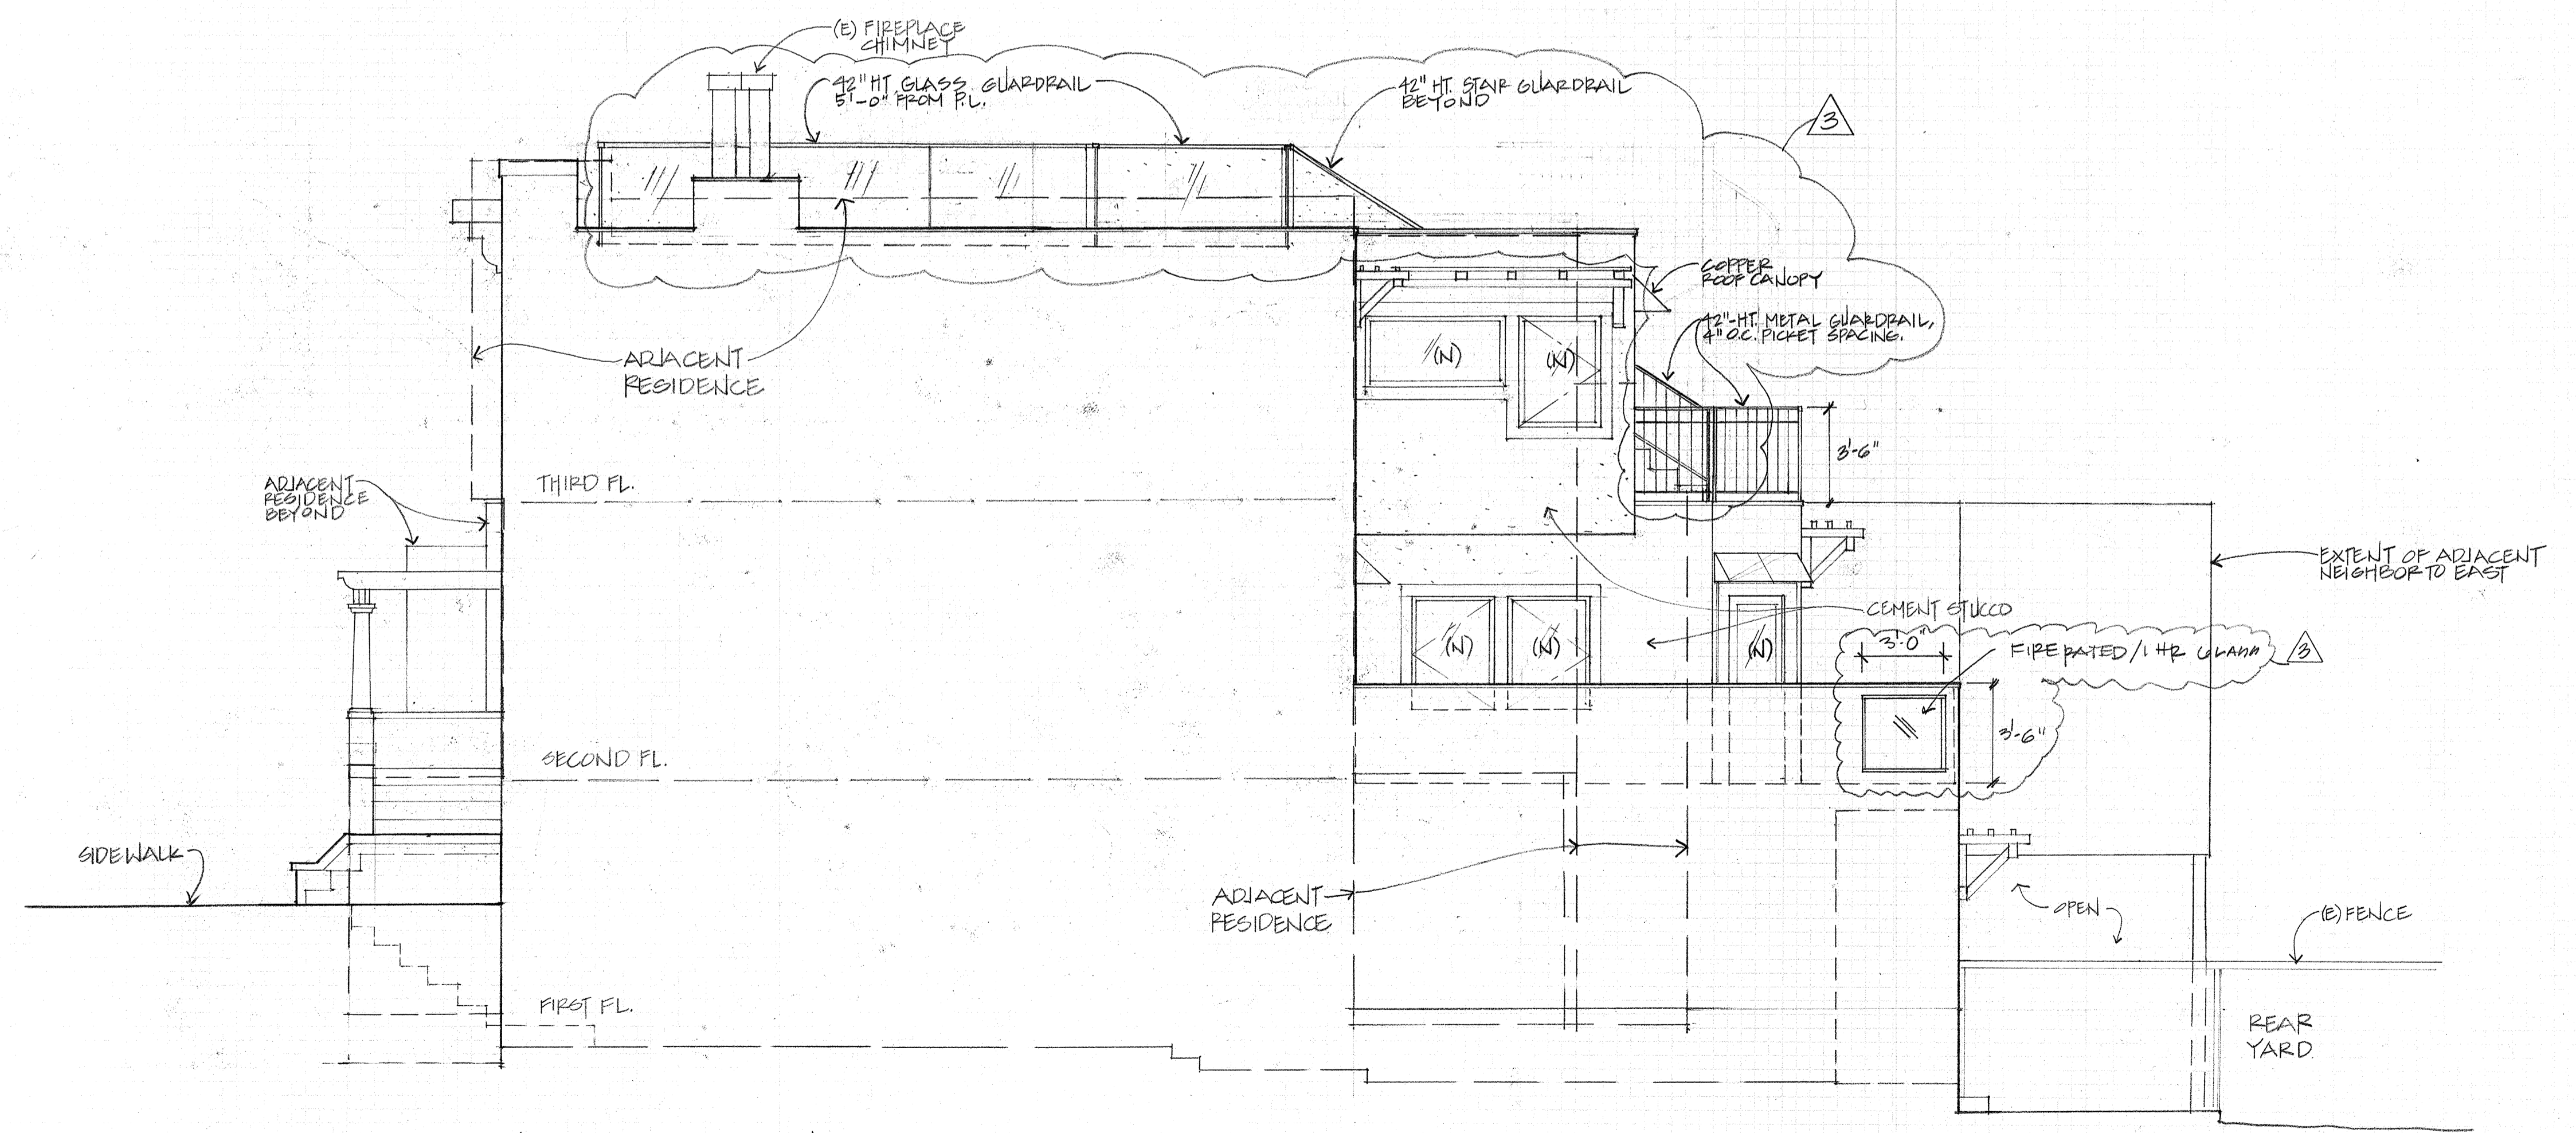 (E) FIREPLACE
CHIMNEY
42" HT. GLASS GUARDRAIL
5'-0" FROM P.L.
42" HT. STAIR GUARDRAIL
BEYOND
3
COPPER
ROOF CANOPY
42"-HT. METAL GUARDRAIL,
4" O.C. PICKET SPACING.
ADJACENT
RESIDENCE
(N)
(N)
3'-6"
THIRD FL.
ADJACENT
RESIDENCE
BEYOND
EXTENT OF ADJACENT
NEIGHBOR TO EAST
CEMENT STUCCO
3'-0"
FIRE RATED/1 HR GLASS
3
(N)
(N)
(N)
3'-6"
SECOND FL.
SIDEWALK
ADJACENT
RESIDENCE
OPEN
(E) FENCE
FIRST FL.
REAR
YARD